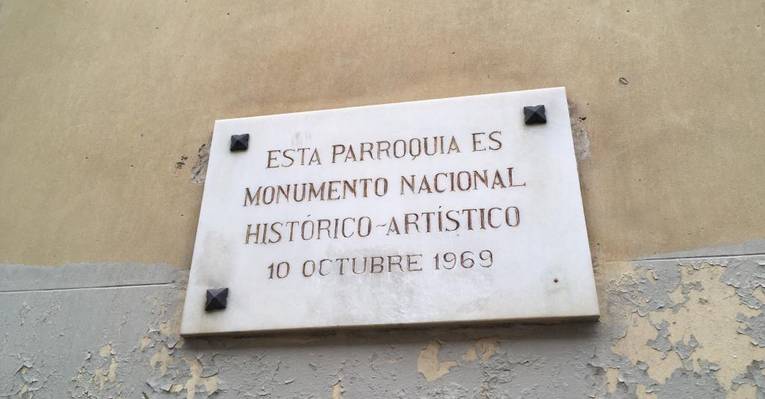 ESTA PARROQUIA ES
MONUMENTO NACIONAL
HISTÓRICO-ARTÍSTICO
10 OCTUBRE 1969